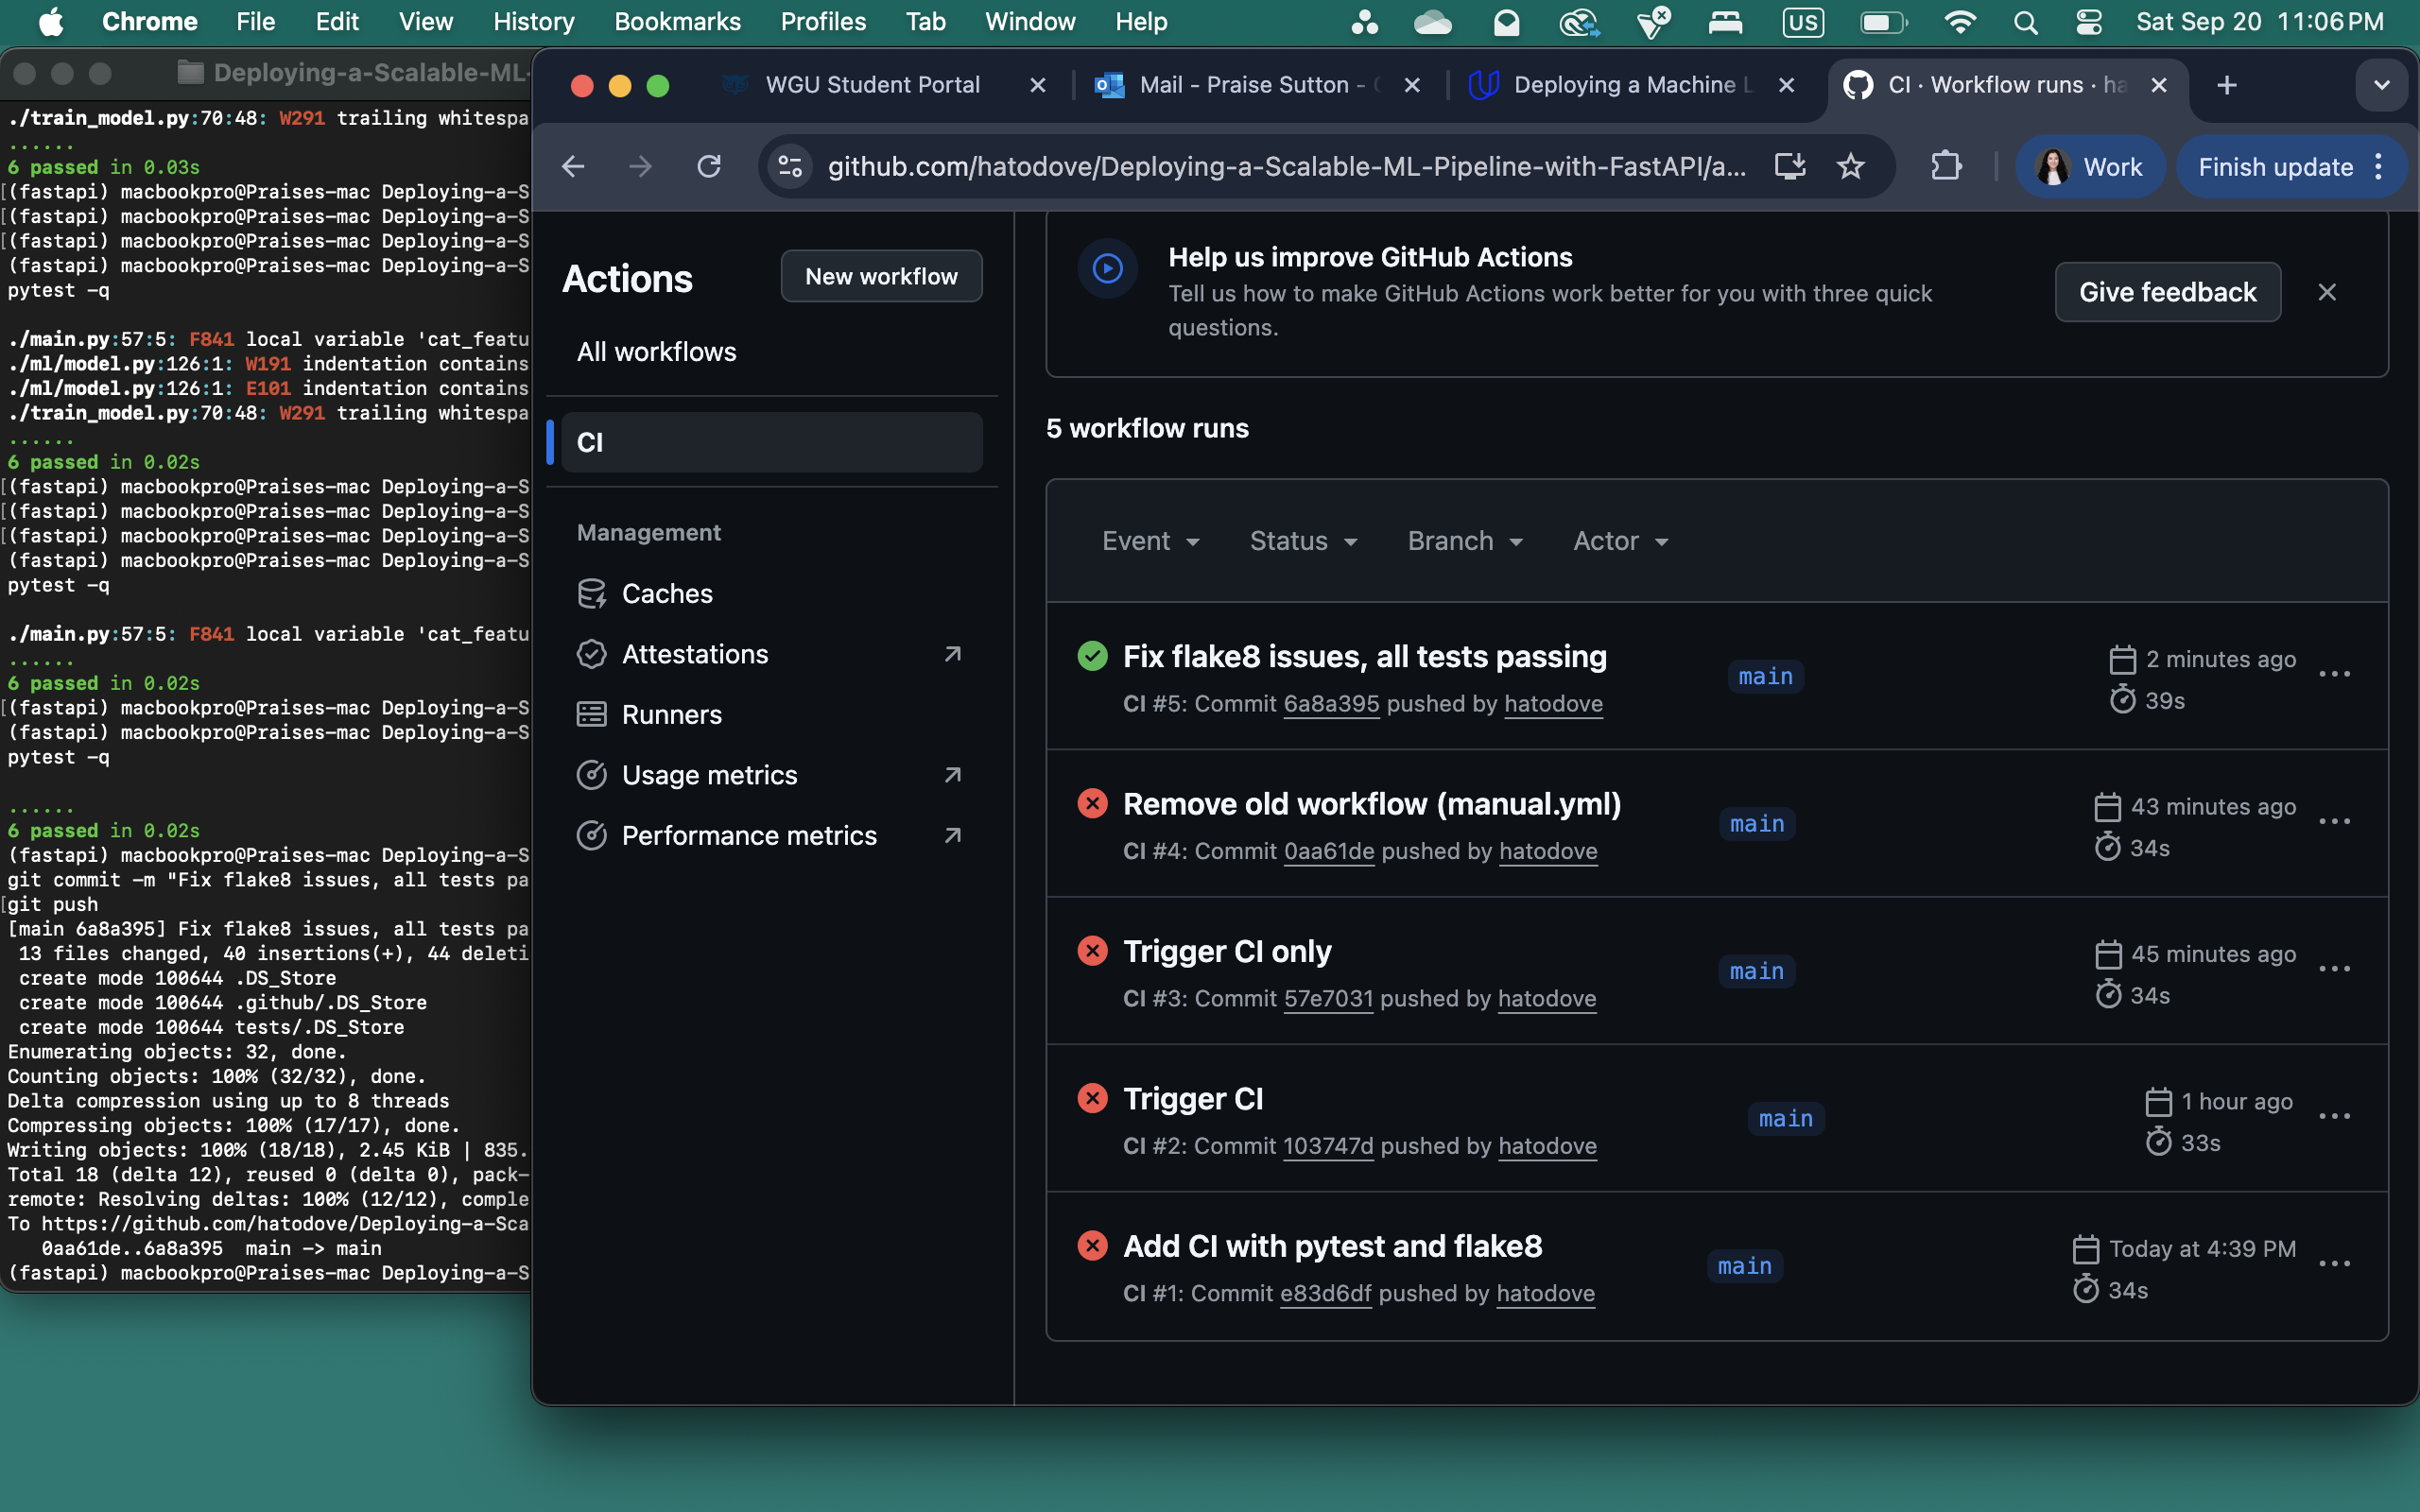 Chrome File Edit View History Bookmarks Profiles Tab Window Help US Sat Sep 20 11:06 PM
Deploying-a-Scalable-ML-
./train_model.py:70:48: W291 trailing whitespa
......
6 passed in 0.03s
[(fastapi) macbookpro@Praises-mac Deploying-a-S
[(fastapi) macbookpro@Praises-mac Deploying-a-S
[(fastapi) macbookpro@Praises-mac Deploying-a-S
(fastapi) macbookpro@Praises-mac Deploying-a-S
pytest -q
./main.py:57:5: F841 local variable 'cat_featu
./ml/model.py:126:1: W191 indentation contains
./ml/model.py:126:1: E101 indentation contains
./train_model.py:70:48: W291 trailing whitespa
......
6 passed in 0.02s
[(fastapi) macbookpro@Praises-mac Deploying-a-S
[(fastapi) macbookpro@Praises-mac Deploying-a-S
[(fastapi) macbookpro@Praises-mac Deploying-a-S
(fastapi) macbookpro@Praises-mac Deploying-a-S
pytest -q
./main.py:57:5: F841 local variable 'cat_featu
......
6 passed in 0.02s
[(fastapi) macbookpro@Praises-mac Deploying-a-S
(fastapi) macbookpro@Praises-mac Deploying-a-S
pytest -q
......
6 passed in 0.02s
(fastapi) macbookpro@Praises-mac Deploying-a-S
git commit -m "Fix flake8 issues, all tests pa
[git push
[main 6a8a395] Fix flake8 issues, all tests pa
13 files changed, 40 insertions(+), 44 deleti
create mode 100644 .DS_Store
create mode 100644 .github/.DS_Store
create mode 100644 tests/.DS_Store
Enumerating objects: 32, done.
Counting objects: 100% (32/32), done.
Delta compression using up to 8 threads
Compressing objects: 100% (17/17), done.
Writing objects: 100% (18/18), 2.45 KiB | 835.
Total 18 (delta 12), reused 0 (delta 0), pack-
remote: Resolving deltas: 100% (12/12), comple
To https://github.com/hatodove/Deploying-a-Sca
0aa61de..6a8a395 main -> main
(fastapi) macbookpro@Praises-mac Deploying-a-S
WGU Student Portal
Mail - Praise Sutton -
Deploying a Machine L
CI · Workflow runs · ha
github.com/hatodove/Deploying-a-Scalable-ML-Pipeline-with-FastAPI/a...
Work
Finish update
Actions
New workflow
All workflows
CI
Management
Caches
Attestations
Runners
Usage metrics
Performance metrics
Help us improve GitHub Actions
Tell us how to make GitHub Actions work better for you with three quick
questions.
Give feedback
5 workflow runs
Event Status Branch Actor
Fix flake8 issues, all tests passing
CI #5: Commit 6a8a395 pushed by hatodove
main
2 minutes ago
39s
Remove old workflow (manual.yml)
CI #4: Commit 0aa61de pushed by hatodove
main
43 minutes ago
34s
Trigger CI only
CI #3: Commit 57e7031 pushed by hatodove
main
45 minutes ago
34s
Trigger CI
CI #2: Commit 103747d pushed by hatodove
main
1 hour ago
33s
Add CI with pytest and flake8
CI #1: Commit e83d6df pushed by hatodove
main
Today at 4:39 PM
34s